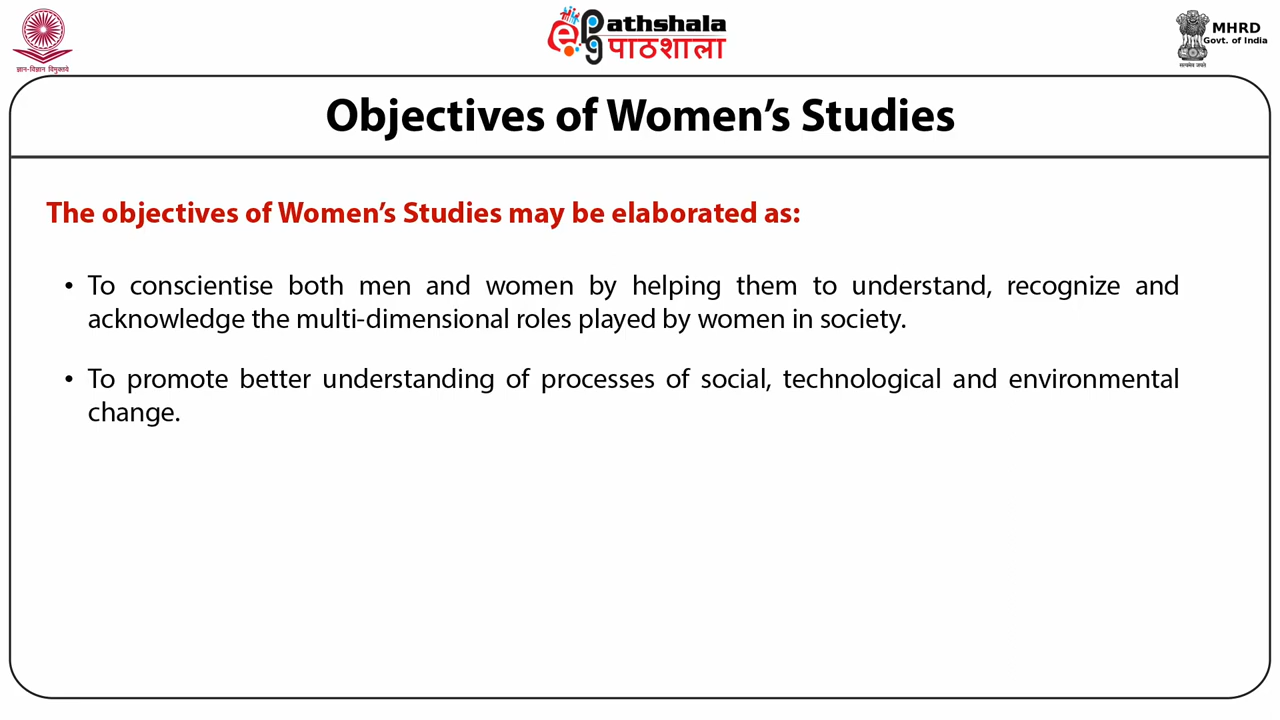 ज्ञान-विज्ञान विमुक्तये
e pg athshala
पाठशाला
MHRD
Govt. of India
सत्यमेव जयते
Objectives of Women’s Studies
The objectives of Women’s Studies may be elaborated as:
• To conscientise both men and women by helping them to understand, recognize and
acknowledge the multi-dimensional roles played by women in society.
• To promote better understanding of processes of social, technological and environmental
change.